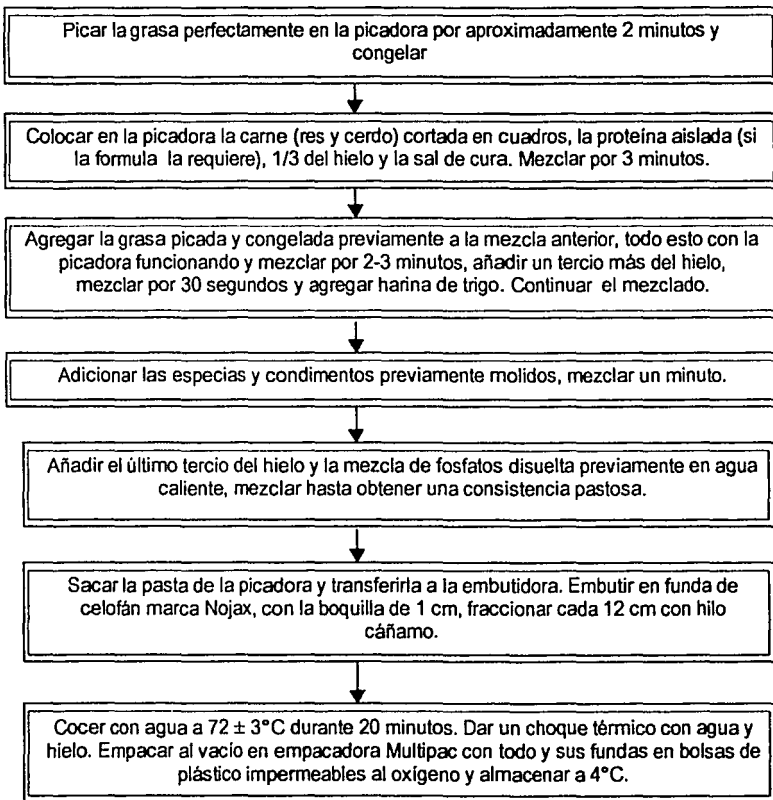 Picar la grasa perfectamente en la picadora por aproximadamente 2 minutos y
congelar
Colocar en la picadora la carne (res y cerdo) cortada en cuadros, la proteína aislada (si
la formula la requiere), 1/3 del hielo y la sal de cura. Mezclar por 3 minutos.
Agregar la grasa picada y congelada previamente a la mezcla anterior, todo esto con la
picadora funcionando y mezclar por 2-3 minutos, añadir un tercio más del hielo,
mezclar por 30 segundos y agregar harina de trigo. Continuar el mezclado.
Adicionar las especias y condimentos previamente molidos, mezclar un minuto.
Añadir el último tercio del hielo y la mezcla de fosfatos disuelta previamente en agua
caliente, mezclar hasta obtener una consistencia pastosa.
Sacar la pasta de la picadora y transferirla a la embutidora. Embutir en funda de
celofán marca Nojax, con la boquilla de 1 cm, fraccionar cada 12 cm con hilo
cáñamo.
Cocer con agua a 72 ± 3°C durante 20 minutos. Dar un choque térmico con agua y
hielo. Empacar al vacío en empacadora Multipac con todo y sus fundas en bolsas de
plástico impermeables al oxígeno y almacenar a 4°C.